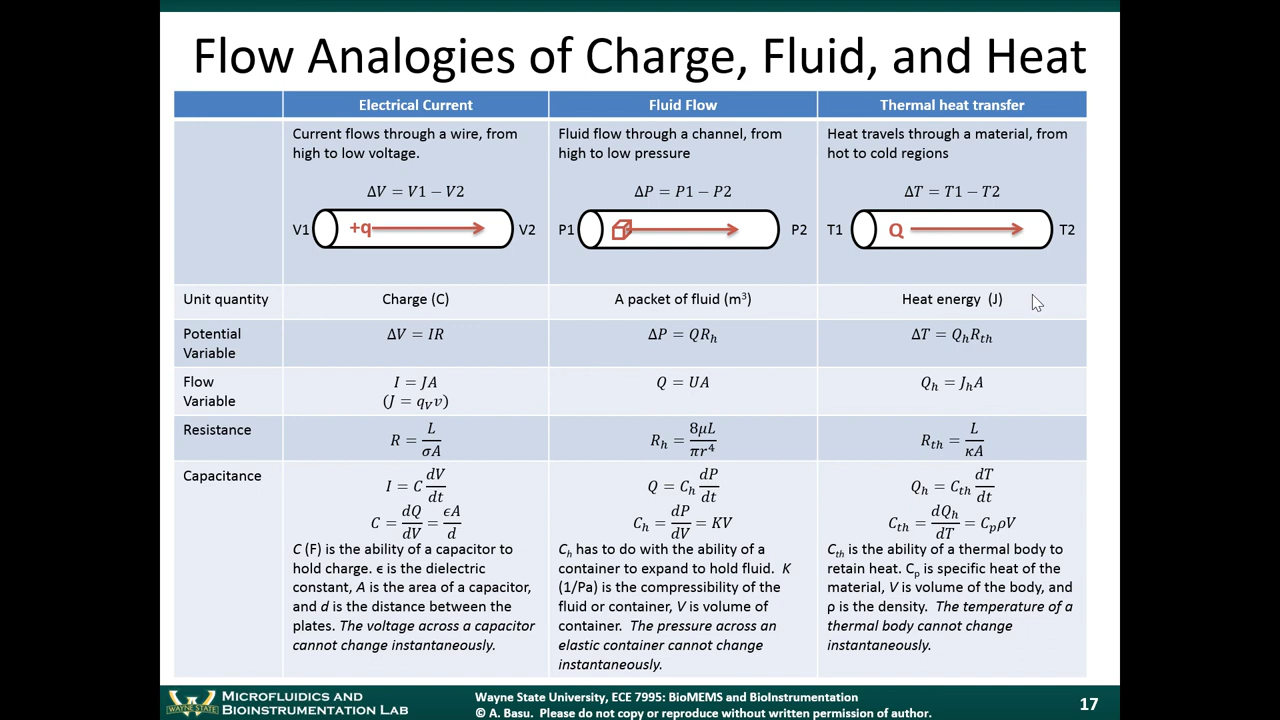 Flow Analogies of Charge, Fluid, and Heat
Electrical Current
Fluid Flow
Thermal heat transfer
Current flows through a wire, from
high to low voltage.
ΔV = V1 − V2
V1
+q
V2
Fluid flow through a channel, from
high to low pressure
ΔP = P1 − P2
P1
P2
Heat travels through a material, from
hot to cold regions
ΔT = T1 − T2
T1
Q
T2
Unit quantity
Charge (C)
A packet of fluid (m³)
Heat energy (J)
Potential
Variable
ΔV = IR
ΔP = QR_h
ΔT = Q_hR_th
Flow
Variable
I = JA
(J = q_Vv)
Q = UA
Q_h = J_hA
Resistance
R = L/σA
R_h = 8μL/πr⁴
R_th = L/κA
Capacitance
I = C dV/dt
C = dQ/dV = ϵA/d
C (F) is the ability of a capacitor to
hold charge. ϵ is the dielectric
constant, A is the area of a capacitor,
and d is the distance between the
plates. The voltage across a capacitor
cannot change instantaneously.
Q = C_h dP/dt
C_h = dP/dV = KV
C_h has to do with the ability of a
container to expand to hold fluid. K
(1/Pa) is the compressibility of the
fluid or container, V is volume of
container. The pressure across an
elastic container cannot change
instantaneously.
Q_h = C_th dT/dt
C_th = dQ_h/dT = C_pρV
C_th is the ability of a thermal body to
retain heat. C_p is specific heat of the
material, V is volume of the body, and
ρ is the density. The temperature of a
thermal body cannot change
instantaneously.
WAYNE STATE
MICROFLUIDICS AND
BIOINSTRUMENTATION LAB
Wayne State University, ECE 7995: BioMEMS and BioInstrumentation
© A. Basu. Please do not copy or reproduce without written permission of author.
17